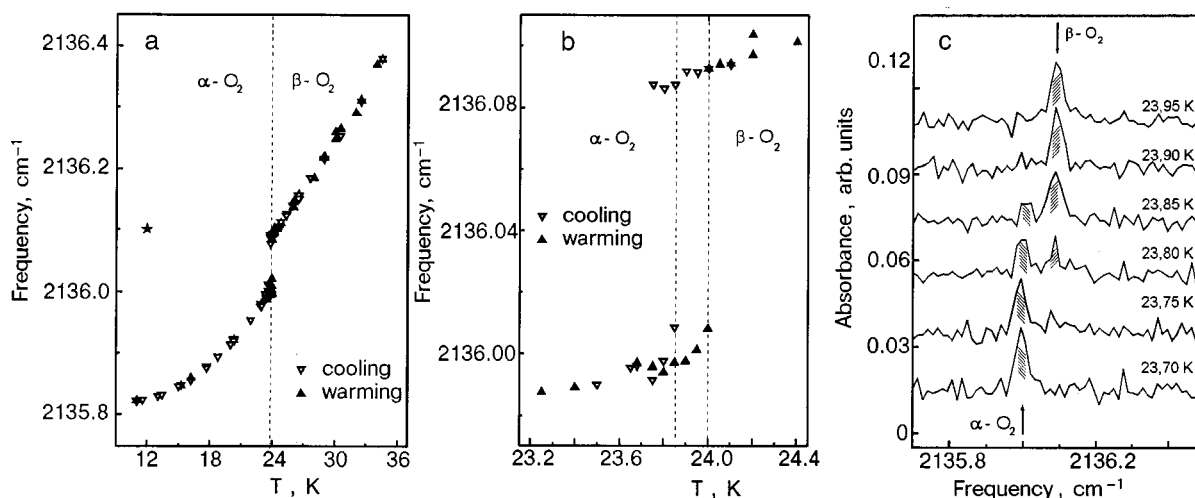 a
α - O2
β - O2
2136.4
2136.2
2136.0
2135.8
Frequency, cm⁻¹
cooling
warming
12 18 24 30 36
T , K
b
α - O2
β - O2
2136.08
2136.04
2136.00
Frequency, cm⁻¹
cooling
warming
23.2 23.6 24.0 24.4
T , K
c
β - O2
0.12
0.09
0.06
0.03
0
Absorbance , arb. units
23,95 K
23,90 K
23,85 K
23,80 K
23,75 K
23,70 K
α - O2
2135.8 2136.2
Frequency, cm⁻¹